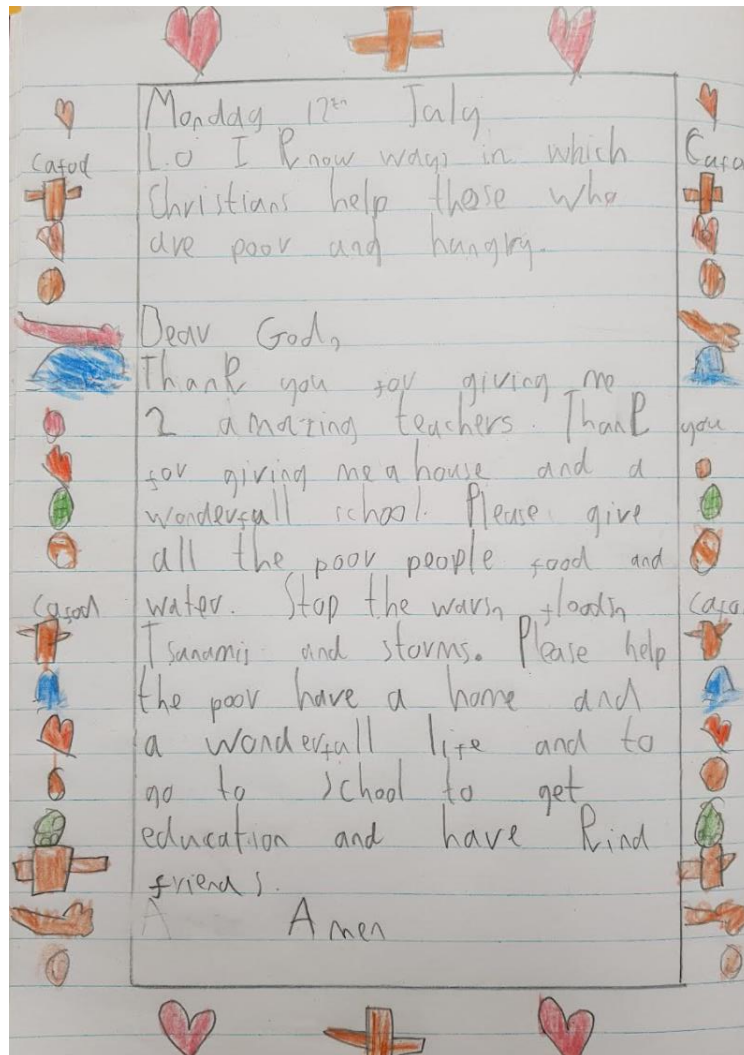 Monday 12th July
Cafod
L.O I know ways in which
Cafo
Christians help those who
are poor and hungry.
Dear God,
Thank you for giving me
2 amazing teachers. Thank you
for giving me a house and a
wonderfull school. Please give
all the poor people food and
Cafod
water. Stop the wars, floods,
Cafo
Tsanamis and storms. Please help
the poor have a home and
a wonderfull life and to
go to school to get
education and have kind
friends.
A Amen